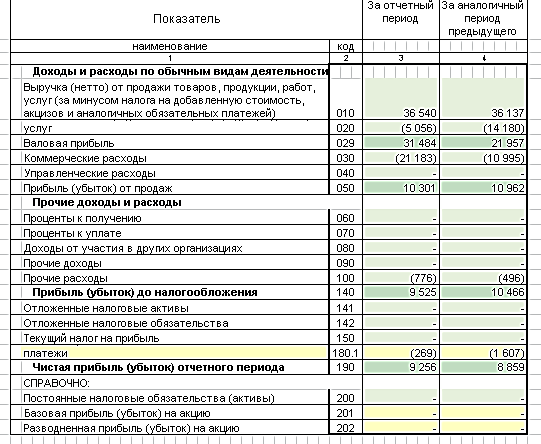 Показатель За отчетный период За аналогичный период предыдущего
наименование код
1 2 3 4
Доходы и расходы по обычным видам деятельности
Выручка (нетто) от продажи товаров, продукции, работ,
услуг (за минусом налога на добавленную стоимость,
акцизов и аналогичных обязательных платежей) 010 36 540 36 137
услуг 020 (5 056) (14 180)
Валовая прибыль 029 31 484 21 957
Коммерческие расходы 030 (21 183) (10 995)
Управленческие расходы 040 - -
Прибыль (убыток) от продаж 050 10 301 10 962
Прочие доходы и расходы
Проценты к получению 060 - -
Проценты к уплате 070 - -
Доходы от участия в других организациях 080 - -
Прочие доходы 090 - -
Прочие расходы 100 (776) (496)
Прибыль (убыток) до налогообложения 140 9 525 10 466
Отложенные налоговые активы 141 - -
Отложенные налоговые обязательства 142 - -
Текущий налог на прибыль 150 - -
платежи 180.1 (269) (1 607)
Чистая прибыль (убыток) отчетного периода 190 9 256 8 859
СПРАВОЧНО:
Постоянные налоговые обязательства (активы) 200 - -
Базовая прибыль (убыток) на акцию 201 - -
Разводненная прибыль (убыток) на акцию 202 - -